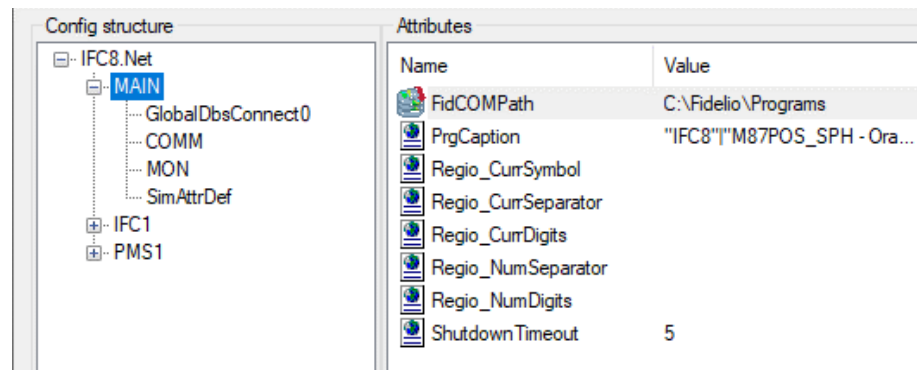 Config structure
IFC8.Net
MAIN
GlobalDbsConnect0
COMM
MON
SimAttrDef
IFC1
PMS1
Attributes
Name Value
FidCOMPath C:\Fidelio\Programs
PrgCaption "IFC8"|"M87POS_SPH - Ora...
Regio_CurrSymbol
Regio_CurrSeparator
Regio_CurrDigits
Regio_NumSeparator
Regio_NumDigits
ShutdownTimeout 5